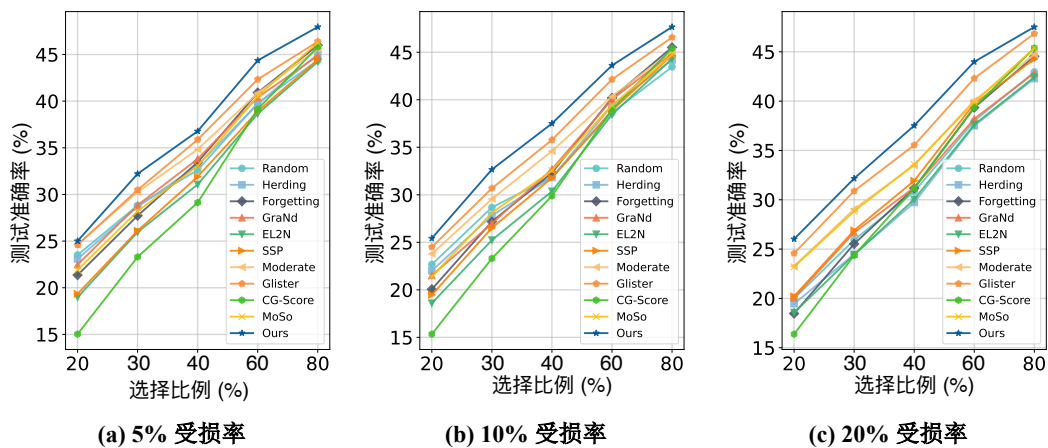 测试准确率 (%)
45
40
35
30
25
20
15
Random
Herding
Forgetting
GraNd
EL2N
SSP
Moderate
Glister
CG-Score
MoSo
Ours
20 30 40 60 80
选择比例 (%)
(a) 5% 受损率
测试准确率 (%)
45
40
35
30
25
20
15
Random
Herding
Forgetting
GraNd
EL2N
SSP
Moderate
Glister
CG-Score
MoSo
Ours
20 30 40 60 80
选择比例 (%)
(b) 10% 受损率
测试准确率 (%)
45
40
35
30
25
20
15
Random
Herding
Forgetting
GraNd
EL2N
SSP
Moderate
Glister
CG-Score
MoSo
Ours
20 30 40 60 80
选择比例 (%)
(c) 20% 受损率